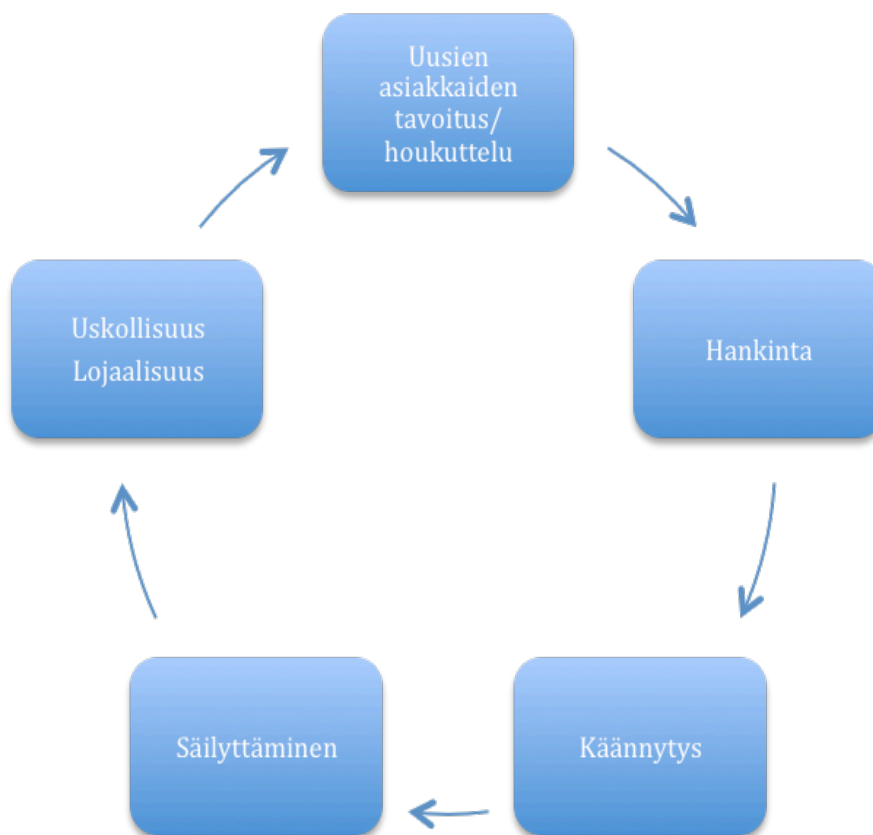 Uusien
asiakkaiden
tavoitus/
houkuttelu
Hankinta
Käännytys
Säilyttäminen
Uskollisuus
Lojaalisuus